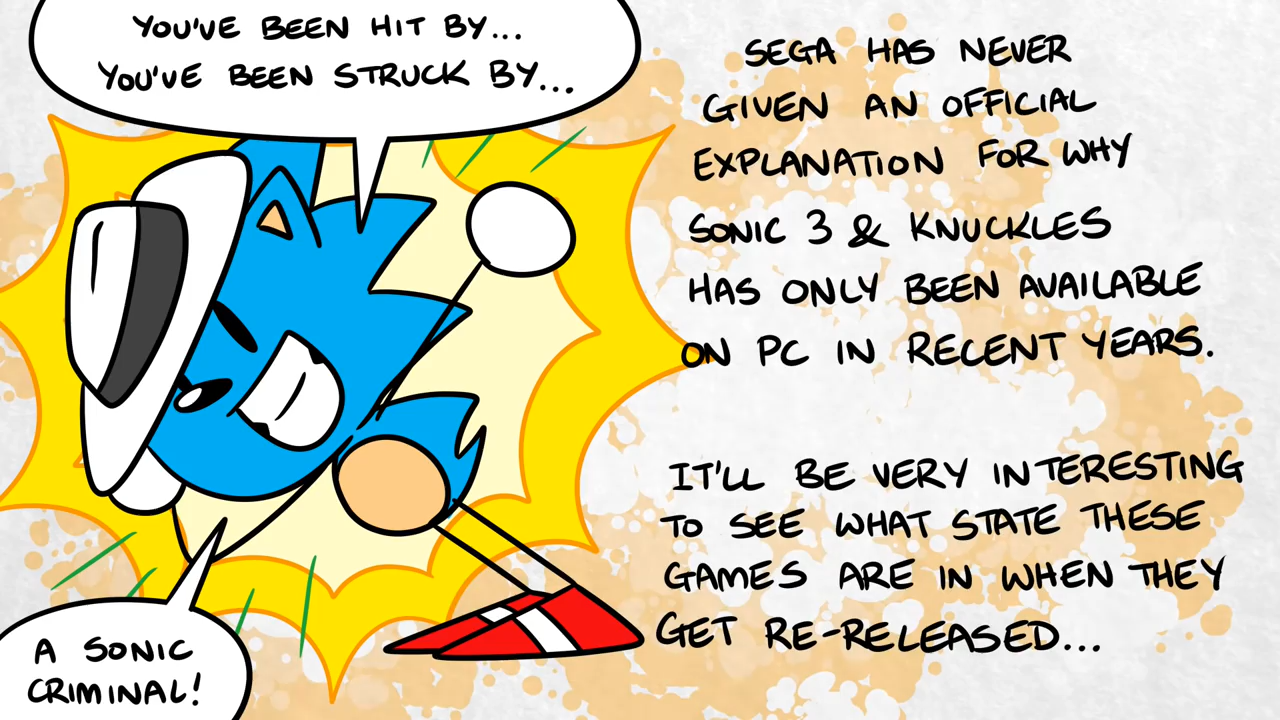 YOU'VE BEEN HIT BY...
YOU'VE BEEN STRUCK BY...
A SONIC
CRIMINAL!
SEGA HAS NEVER
GIVEN AN OFFICIAL
EXPLANATION FOR WHY
SONIC 3 & KNUCKLES
HAS ONLY BEEN AVAILABLE
ON PC IN RECENT YEARS.
IT'LL BE VERY INTERESTING
TO SEE WHAT STATE THESE
GAMES ARE IN WHEN THEY
GET RE-RELEASED...